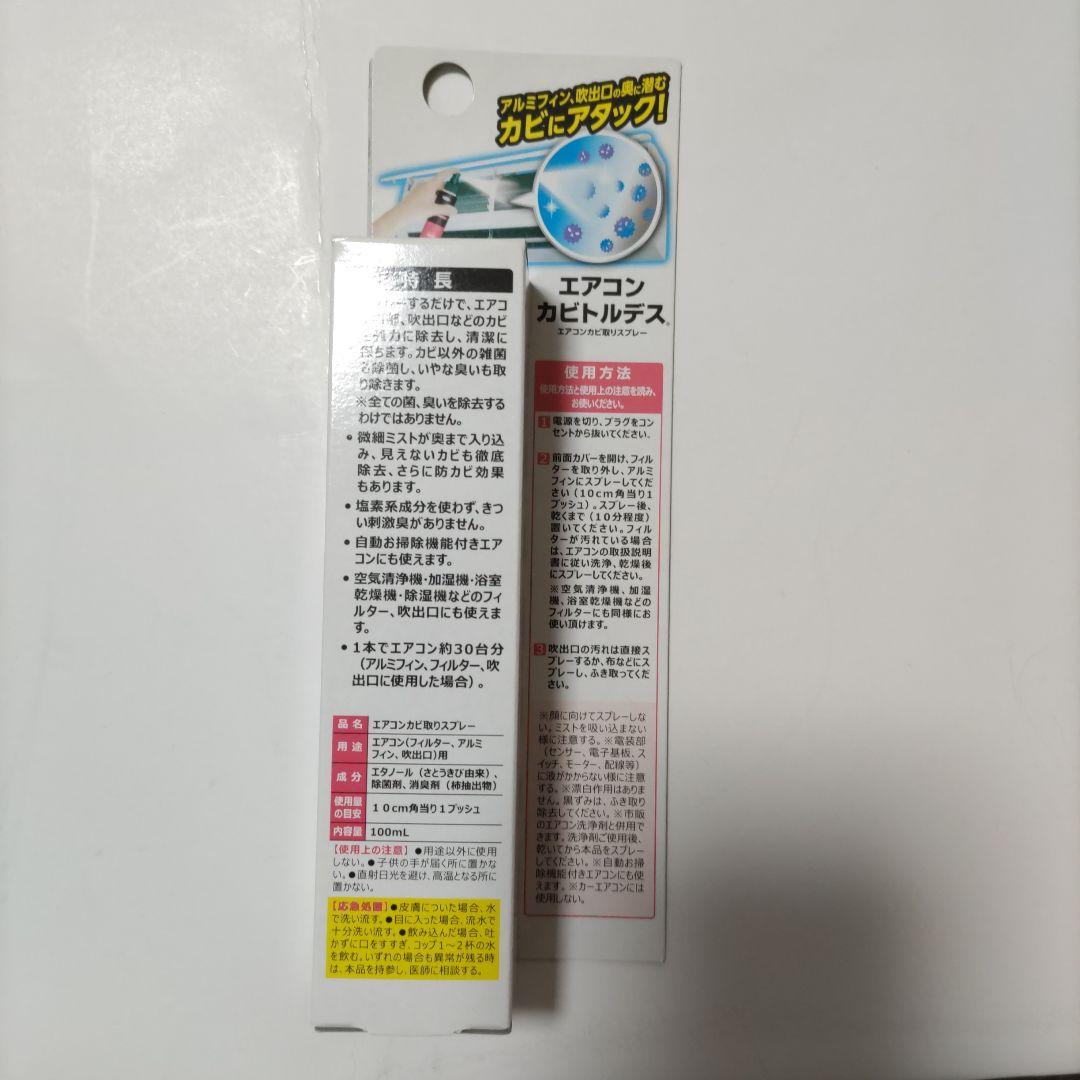 アルミフィン、吹出口の奥に潜む
カビにアタック!
エアコン
カビトルデス®
エアコンカビ取りスプレー
使用方法
使用方法と使用上の注意を読み、
お使いください。
1 電源を切り、プラグをコン
セントから抜いてください。
2 前面カバーを開け、フィル
ターを取り外し、アルミ
フィンにスプレーしてくだ
さい(10cm角当り1
プッシュ)。スプレー後、
乾くまで(10分程度)
置いてください。フィル
ターが汚れている場合
は、エアコンの取扱説明
書に従い洗浄、乾燥後
にスプレーしてください。
※空気清浄機、加湿
機、浴室乾燥機などの
フィルターにも同様にお
使い頂けます。
3 吹出口の汚れは直接ス
プレーするか、布などにス
プレーし、ふき取ってくだ
さい。
※顔に向けてスプレーしな
い。ミストを吸い込まない
様に注意する。※電装部
(センサー、電子基板、ス
イッチ、モーター、配線等)
に液がかからない様に注意
する。※漂白作用はありま
せん。黒ずみは、ふき取り
除去してください。※市販
のエアコン洗浄剤と併用で
きます。洗浄剤ご使用後、
乾いてから本品をスプレー
してください。※自動お掃
除機能付きエアコンにも使
えます。※カーエアコンには
使用しない。
特長
するだけで、エアコ
、吹出口などのカビ
強力に除去し、清潔に
ちます。カビ以外の雑菌
も除菌し、いやな臭いも取
り除きます。
※全ての菌、臭いを除去する
わけではありません。
●微細ミストが奥まで入り込
み、見えないカビも徹底
除去、さらに防カビ効果
もあります。
●塩素系成分を使わず、きつ
い刺激臭がありません。
●自動お掃除機能付きエア
コンにも使えます。
●空気清浄機・加湿機・浴室
乾燥機・除湿機などのフィ
ルター、吹出口にも使えま
す。
●1本でエアコン約30台分
(アルミフィン、フィルター、吹
出口に使用した場合)。
品名 エアコンカビ取りスプレー
用途 エアコン(フィルター、アルミ
フィン、吹出口)用
成分 エタノール(さとうきび由来)、
除菌剤、消臭剤(柿抽出物)
使用量
の目安 10cm角当り1プッシュ
内容量 100mL
【使用上の注意】●用途以外に使用
しない。●子供の手が届く所に置かな
い。●直射日光を避け、高温となる所に
置かない。
【応急処置】●皮膚についた場合、水
で洗い流す。●目に入った場合、流水で
十分洗い流す。●飲み込んだ場合、吐
かずに口をすすぎ、コップ1~2杯の水
を飲む。いずれの場合も異常が残る時
は、本品を持参し、医師に相談する。